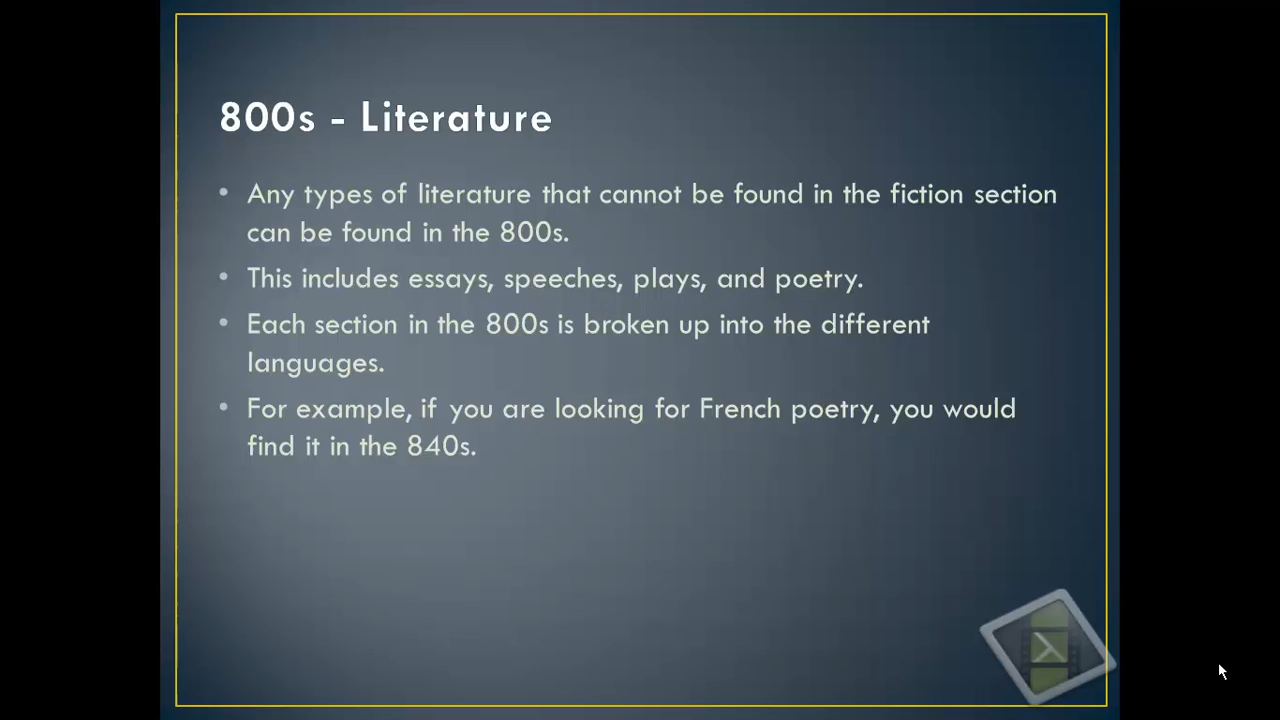 800s - Literature
• Any types of literature that cannot be found in the fiction section
can be found in the 800s.
• This includes essays, speeches, plays, and poetry.
• Each section in the 800s is broken up into the different
languages.
• For example, if you are looking for French poetry, you would
find it in the 840s.